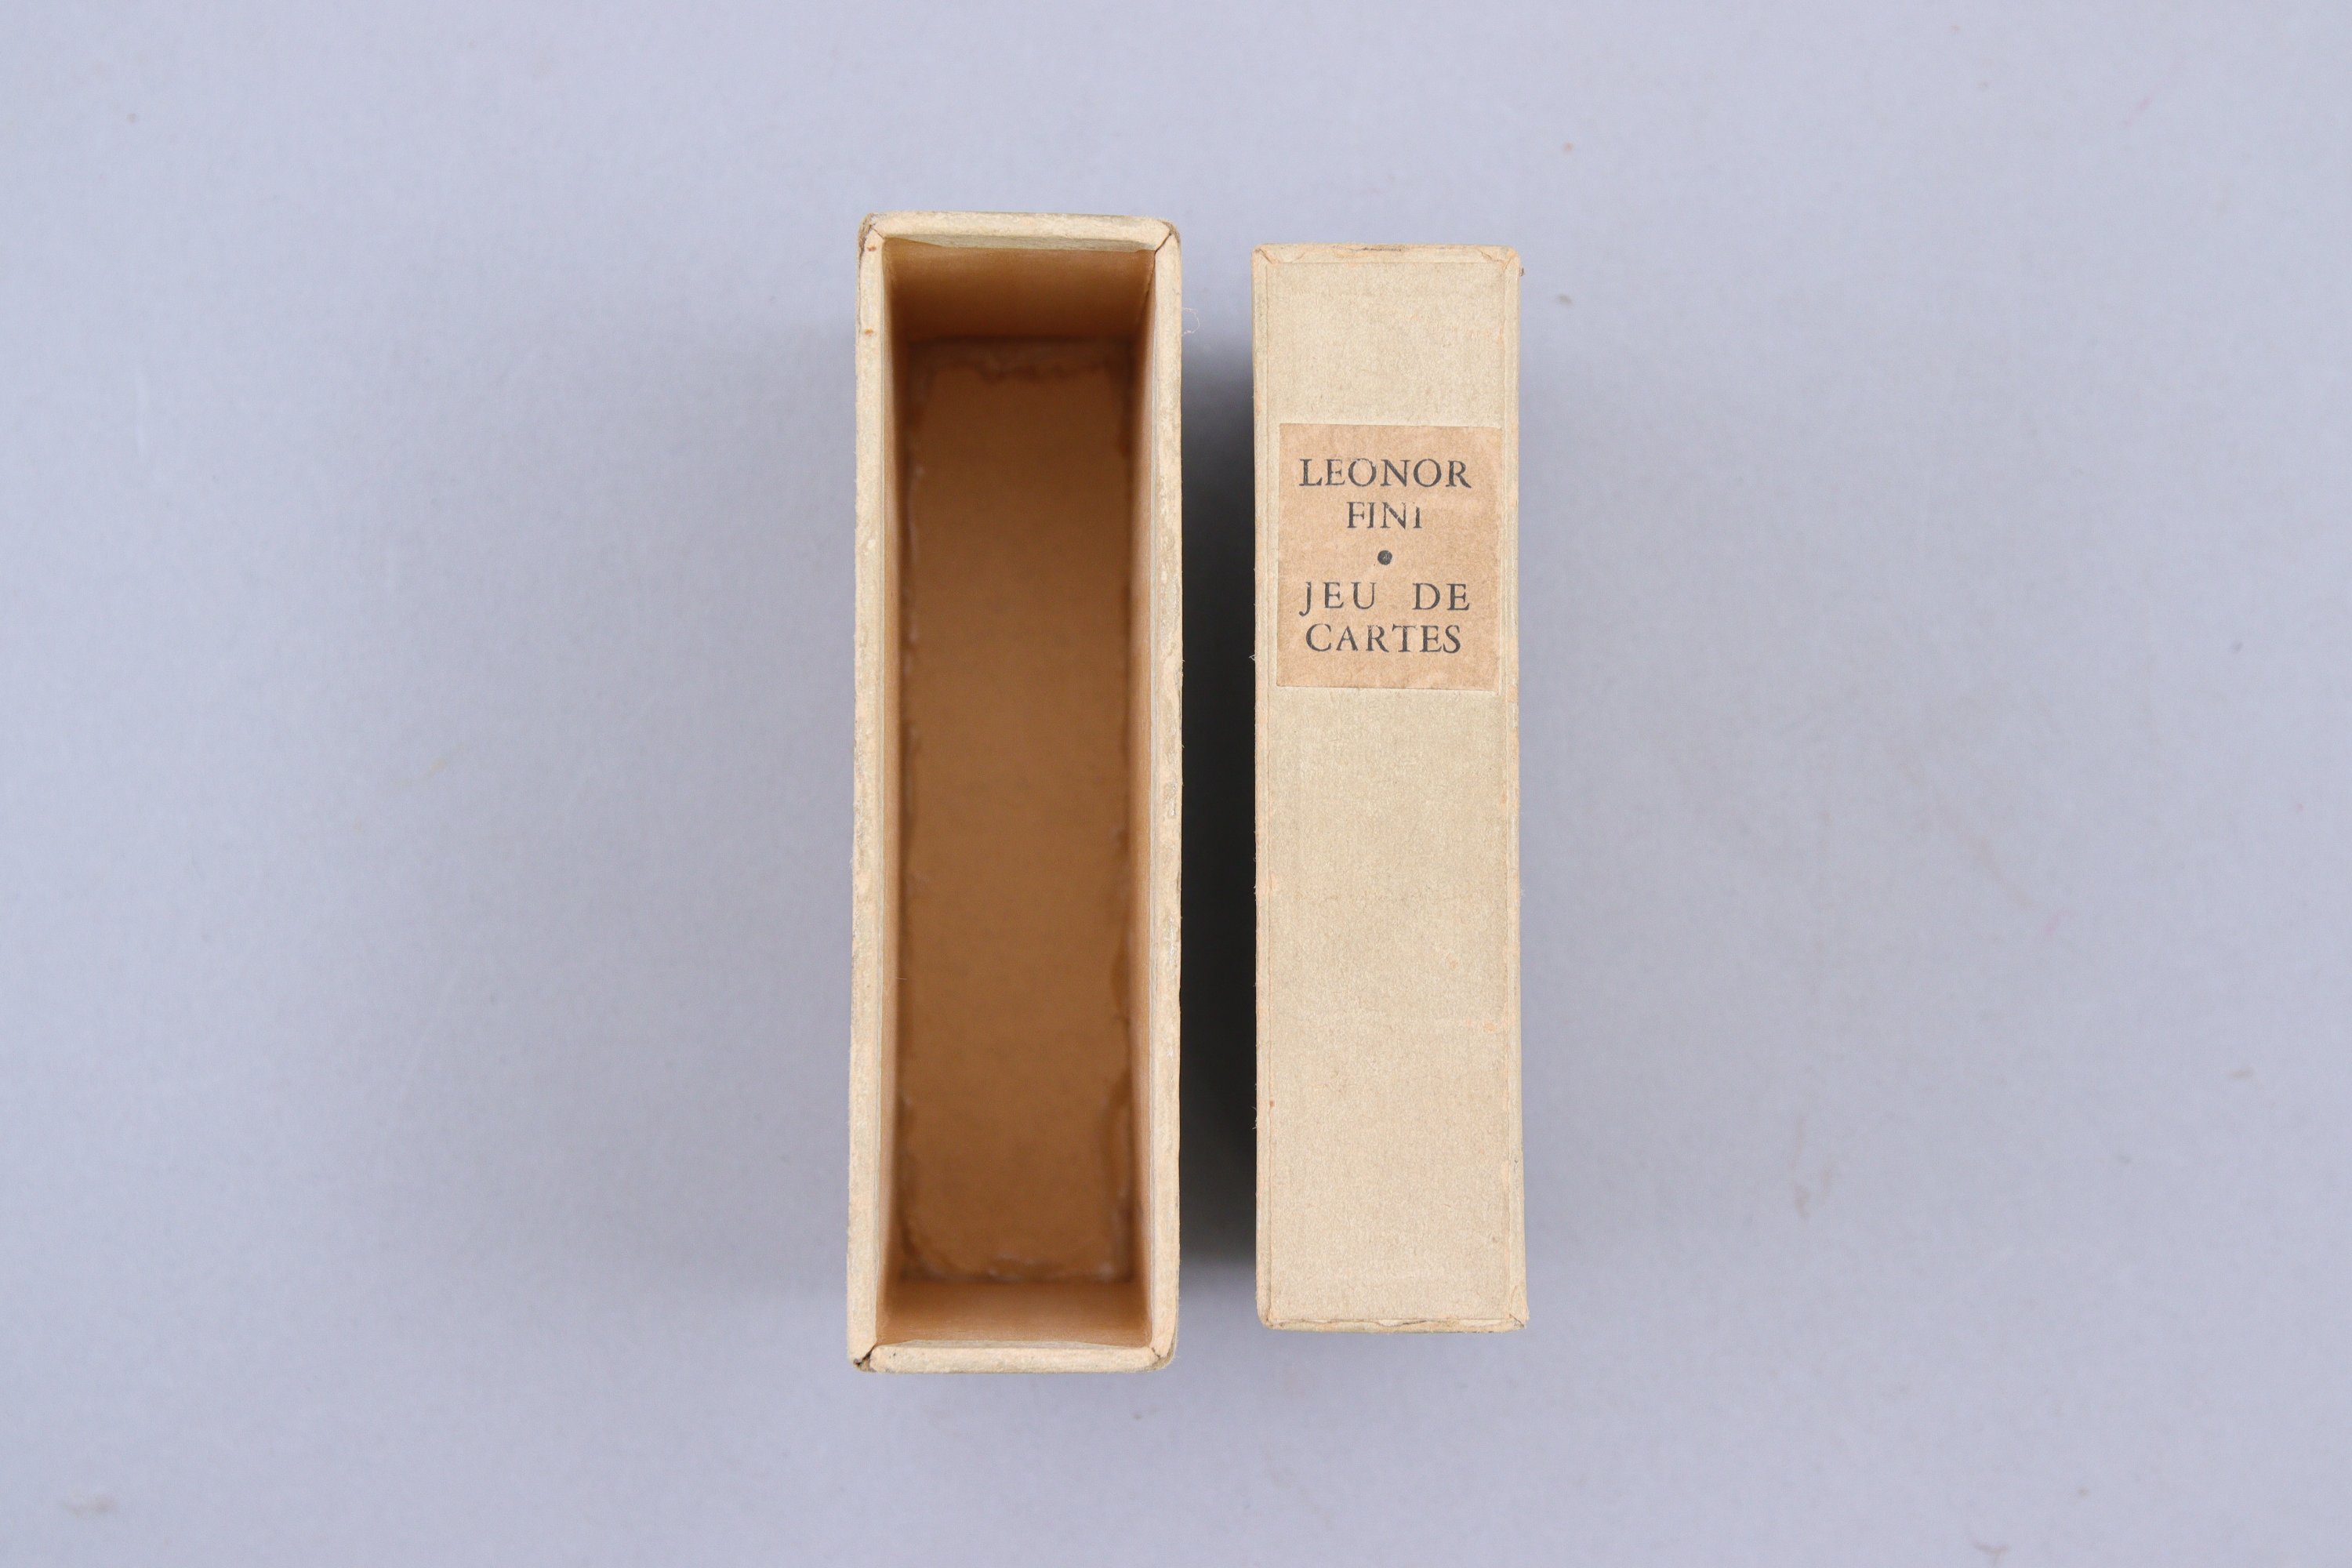 LEONOR
FINI
•
JEU DE
CARTES